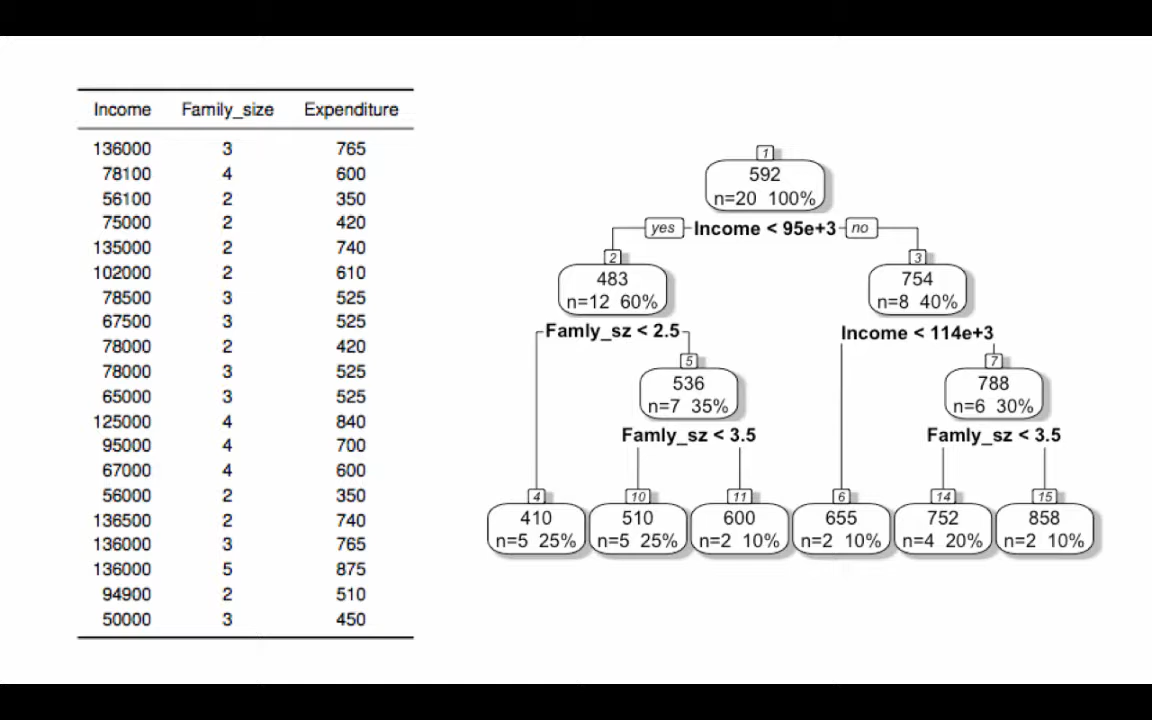 Income Family_size Expenditure
136000 3 765
78100 4 600
56100 2 350
75000 2 420
135000 2 740
102000 2 610
78500 3 525
67500 3 525
78000 2 420
78000 3 525
65000 3 525
125000 4 840
95000 4 700
67000 4 600
56000 2 350
136500 2 740
136000 3 765
136000 5 875
94900 2 510
50000 3 450
1
592
n=20 100%
yes Income < 95e+3 no
2 3
483 754
n=12 60% n=8 40%
Famly_sz < 2.5 Income < 114e+3
5 7
536 788
n=7 35% n=6 30%
Famly_sz < 3.5 Famly_sz < 3.5
4 10 11 6 14 15
410 510 600 655 752 858
n=5 25% n=5 25% n=2 10% n=2 10% n=4 20% n=2 10%